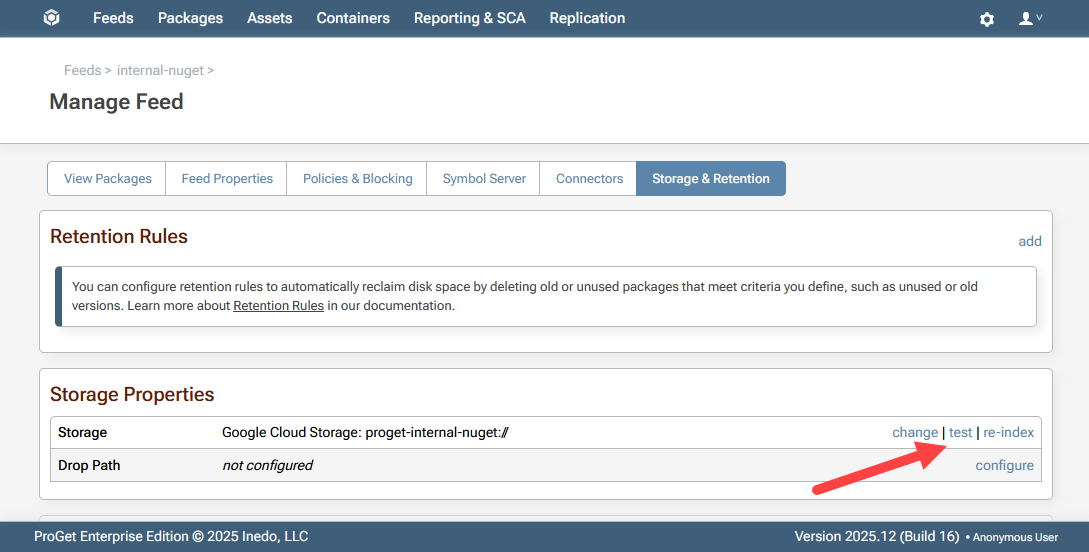 Feeds Packages Assets Containers Reporting & SCA Replication
Feeds > internal-nuget >
Manage Feed
View Packages Feed Properties Policies & Blocking Symbol Server Connectors Storage & Retention
Retention Rules add
You can configure retention rules to automatically reclaim disk space by deleting old or unused packages that meet criteria you define, such as unused or old
versions. Learn more about Retention Rules in our documentation.
Storage Properties
Storage Google Cloud Storage: proget-internal-nuget:// change | test | re-index
Drop Path not configured configure
ProGet Enterprise Edition © 2025 Inedo, LLC Version 2025.12 (Build 16) • Anonymous User